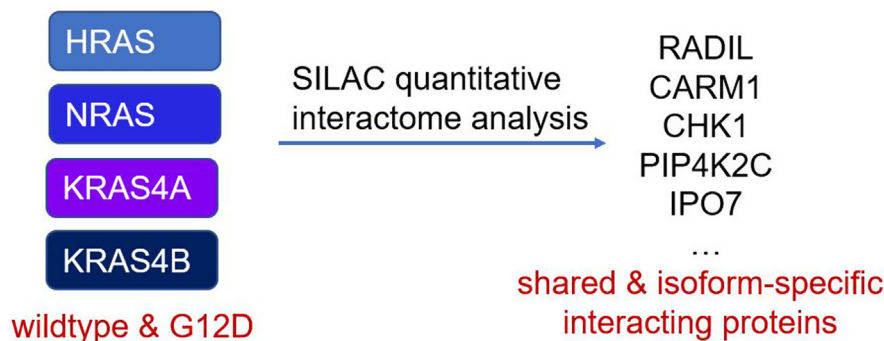 HRAS
NRAS
KRAS4A
KRAS4B
wildtype & G12D
SILAC quantitative
interactome analysis
RADIL
CARM1
CHK1
PIP4K2C
IPO7
...
shared & isoform-specific
interacting proteins